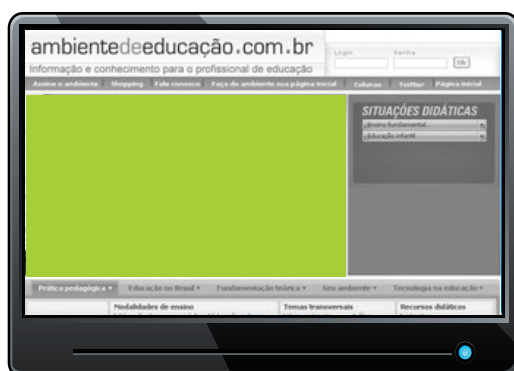 ambientedeeducação.com.br
Informação e conhecimento para o profissional de educação
Login
Senha
Ok
Assine o ambiente Shopping Fale conosco Faça do ambiente sua página inicial Colunas Twitter Página inicial
SITUAÇÕES DIDÁTICAS
Ensino fundamental
Educação infantil
Prática pedagógica Educação no Brasil Fundamentação teórica Seu ambiente Tecnologia na educação
Modalidades de ensino Temas transversais Recursos didáticos